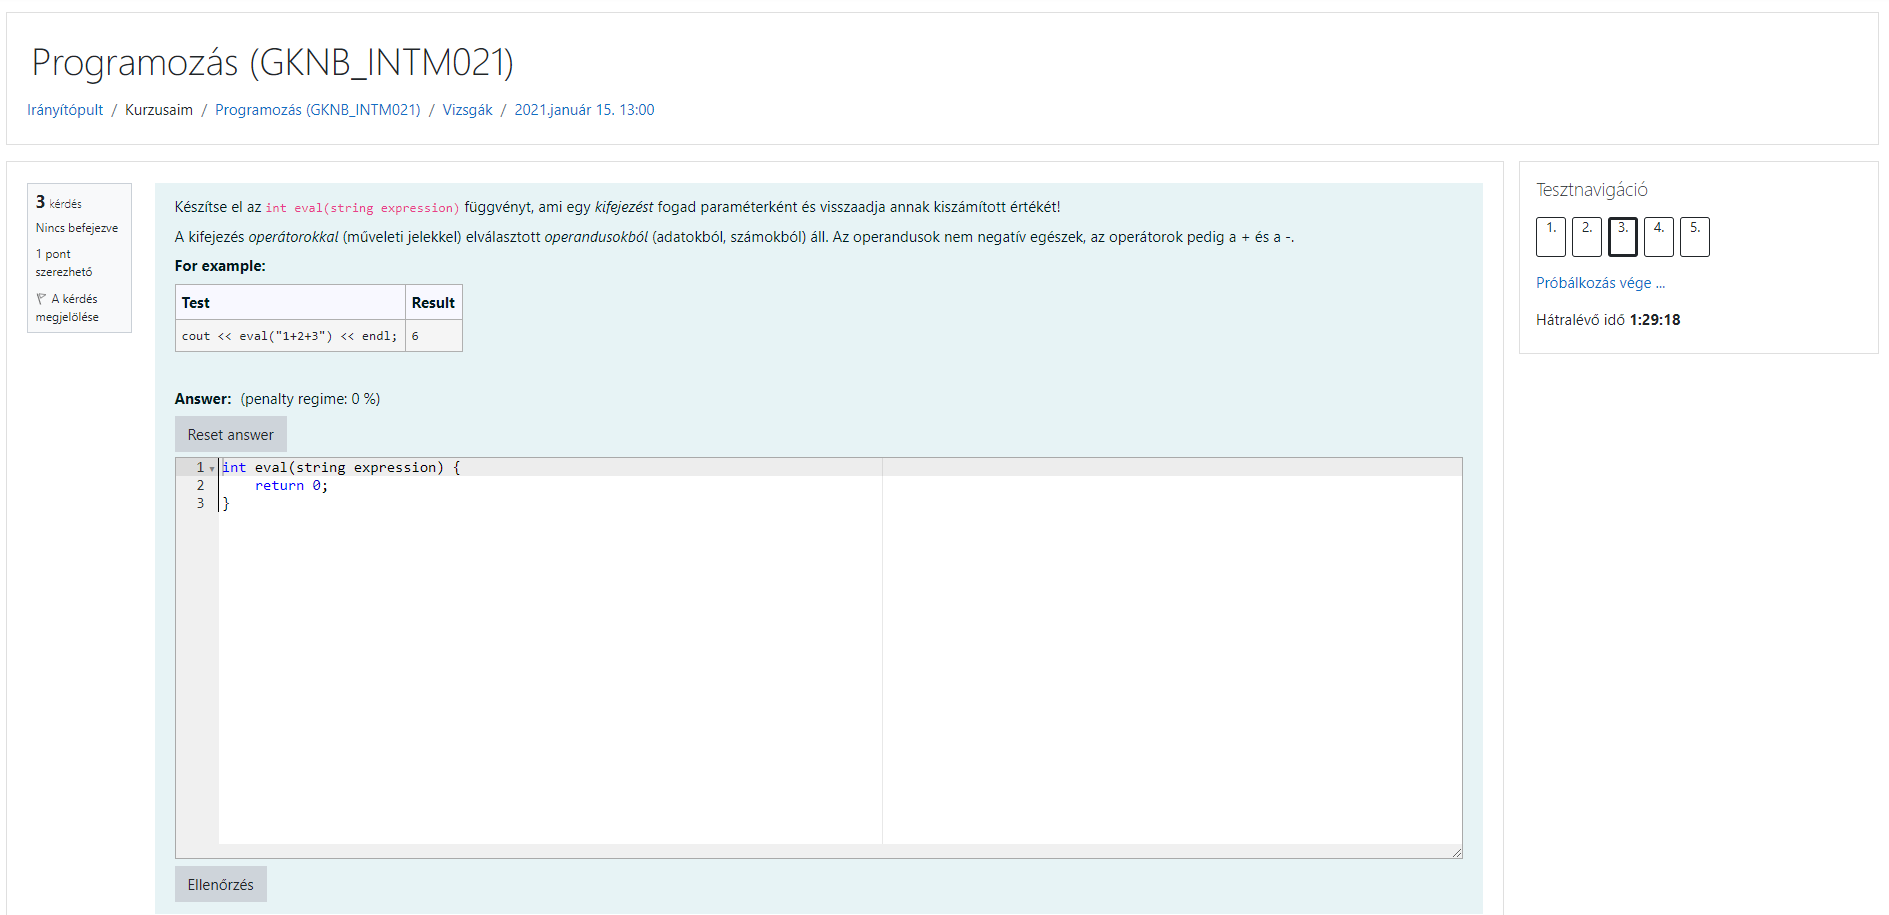 Programozás (GKNB_INTM021)
Irányítópult / Kurzusaim / Programozás (GKNB_INTM021) / Vizsgák / 2021.január 15. 13:00
3 kérdés
Nincs befejezve
1 pont
szerezhető
A kérdés
megjelölése
Készítse el az int eval(string expression) függvényt, ami egy kifejezést fogad paraméterként és visszaadja annak kiszámított értékét!
A kifejezés operátorokkal (műveleti jelekkel) elválasztott operandusokból (adatokból, számokból) áll. Az operandusok nem negatív egészek, az operátorok pedig a + és a -.
For example:
Test Result
cout << eval("1+2+3") << endl; 6
Answer: (penalty regime: 0 %)
Reset answer
1 int eval(string expression) {
2     return 0;
3 }
Ellenőrzés
Tesztnavigáció
1. 2. 3. 4. 5.
Próbálkozás vége ...
Hátralévő idő 1:29:18